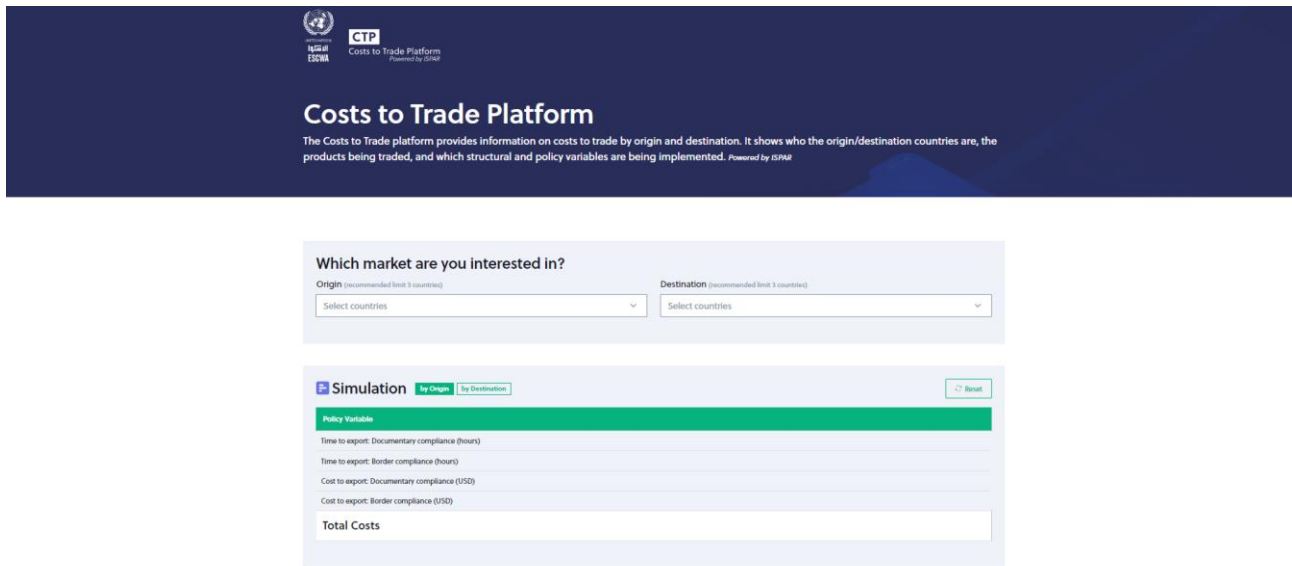 الإسكوا
ESCWA
CTP
Costs to Trade Platform
Powered by ISPAR
Costs to Trade Platform
The Costs to Trade platform provides information on costs to trade by origin and destination. It shows who the origin/destination countries are, the
products being traded, and which structural and policy variables are being implemented. Powered by ISPAR
Which market are you interested in?
Origin (recommended limit 3 countries)
Destination (recommended limit 3 countries)
Select countries
Select countries
Simulation by Origin by Destination
Reset
Policy Variable
Time to export: Documentary compliance (hours)
Time to export: Border compliance (hours)
Cost to export: Documentary compliance (USD)
Cost to export: Border compliance (USD)
Total Costs